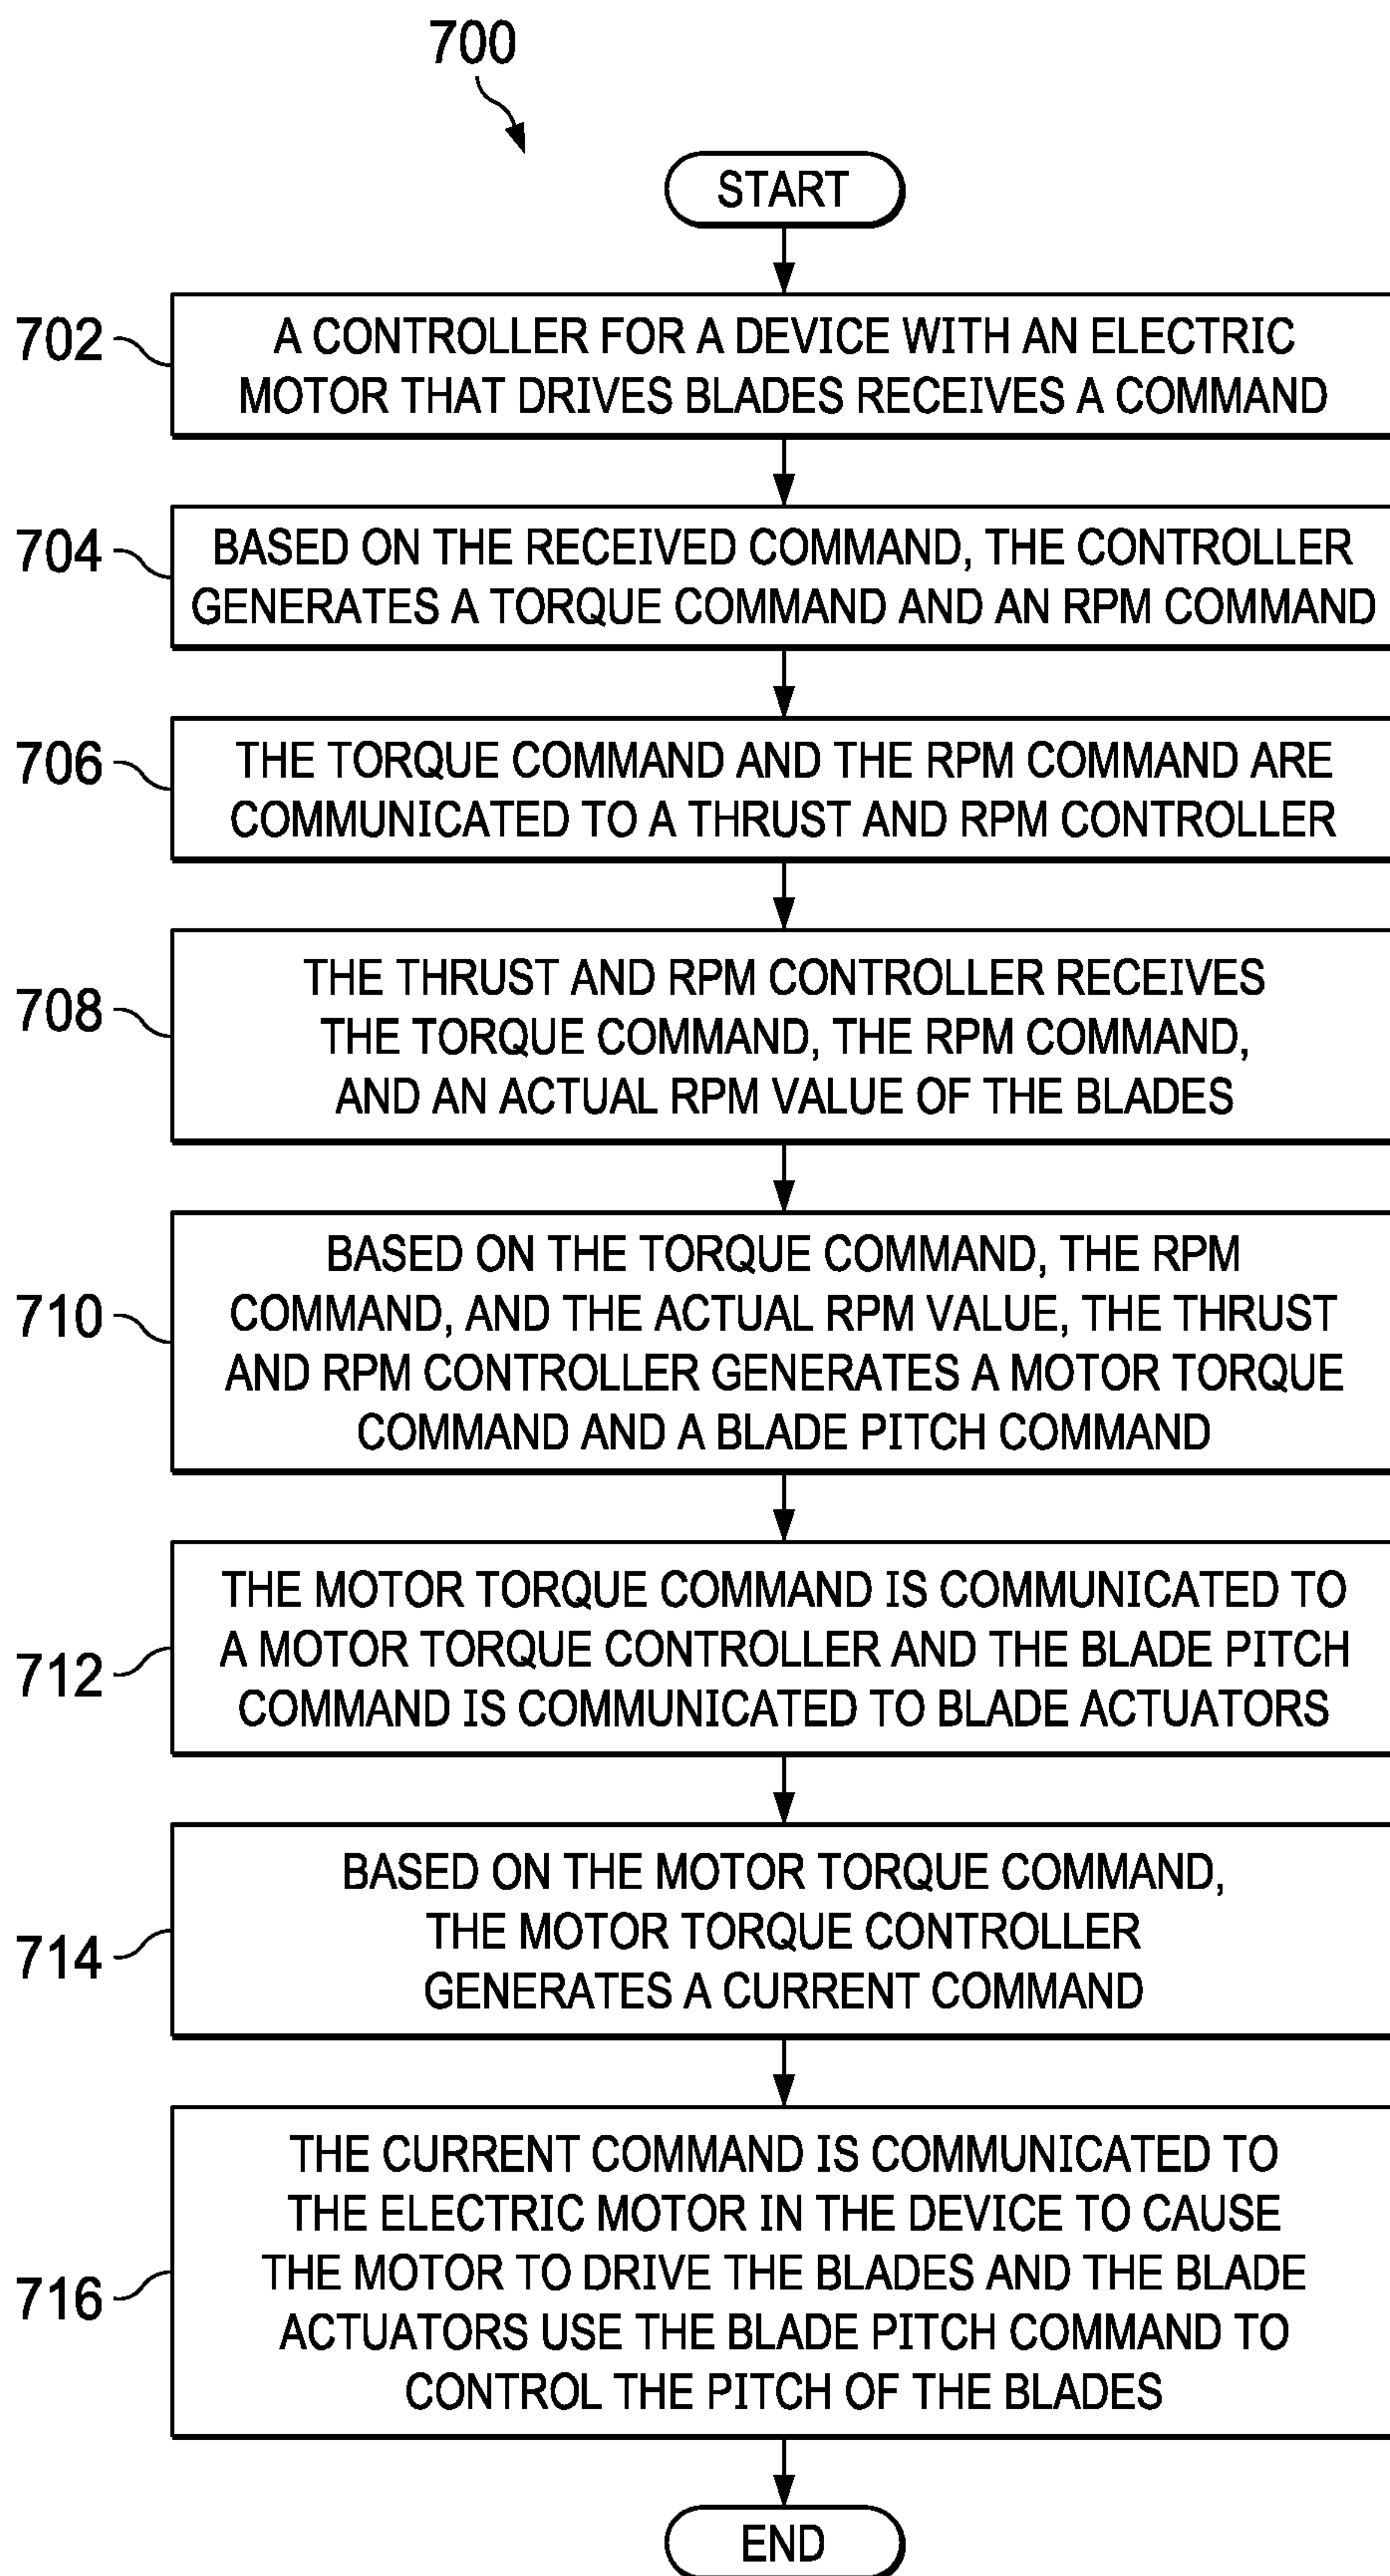 700
START
702
A CONTROLLER FOR A DEVICE WITH AN ELECTRIC
MOTOR THAT DRIVES BLADES RECEIVES A COMMAND
704
BASED ON THE RECEIVED COMMAND, THE CONTROLLER
GENERATES A TORQUE COMMAND AND AN RPM COMMAND
706
THE TORQUE COMMAND AND THE RPM COMMAND ARE
COMMUNICATED TO A THRUST AND RPM CONTROLLER
708
THE THRUST AND RPM CONTROLLER RECEIVES
THE TORQUE COMMAND, THE RPM COMMAND,
AND AN ACTUAL RPM VALUE OF THE BLADES
710
BASED ON THE TORQUE COMMAND, THE RPM
COMMAND, AND THE ACTUAL RPM VALUE, THE THRUST
AND RPM CONTROLLER GENERATES A MOTOR TORQUE
COMMAND AND A BLADE PITCH COMMAND
712
THE MOTOR TORQUE COMMAND IS COMMUNICATED TO
A MOTOR TORQUE CONTROLLER AND THE BLADE PITCH
COMMAND IS COMMUNICATED TO BLADE ACTUATORS
714
BASED ON THE MOTOR TORQUE COMMAND,
THE MOTOR TORQUE CONTROLLER
GENERATES A CURRENT COMMAND
716
THE CURRENT COMMAND IS COMMUNICATED TO
THE ELECTRIC MOTOR IN THE DEVICE TO CAUSE
THE MOTOR TO DRIVE THE BLADES AND THE BLADE
ACTUATORS USE THE BLADE PITCH COMMAND TO
CONTROL THE PITCH OF THE BLADES
END